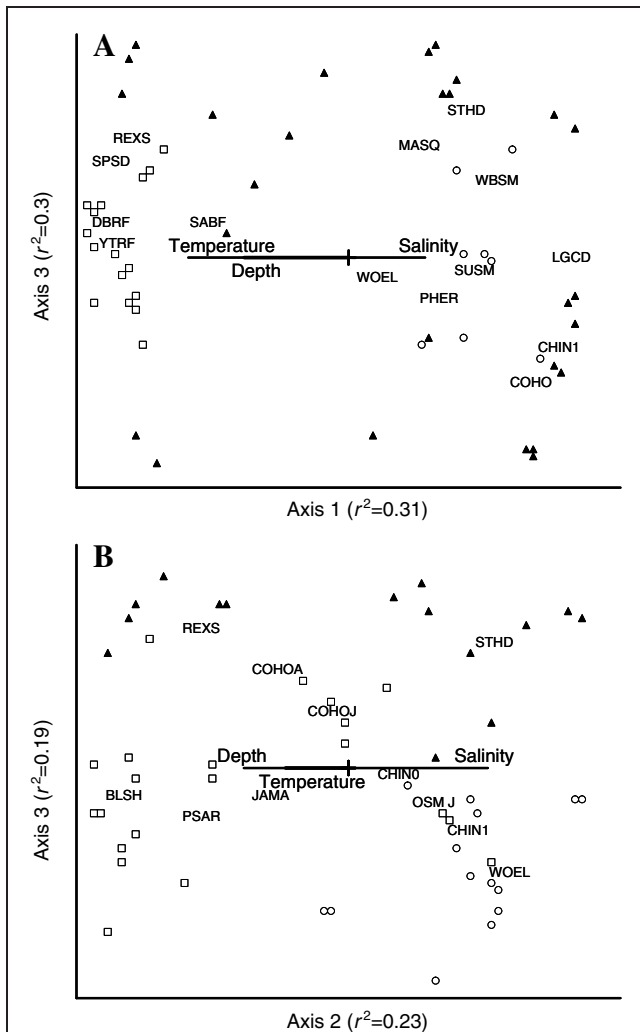 A
STHD
REXS
MASQ
SPSD
WBSM
DBRF
SABF
YTRF
Temperature
Salinity
LGCD
Depth
WOEL
SUSM
PHER
CHIN1
COHO
Axis 3 (r²=0.3)
Axis 1 (r²=0.31)
B
REXS
STHD
COHOA
COHOJ
Depth
Salinity
Temperature
CHIN0
BLSH
JAMA
OSM J
PSAR
CHIN1
WOEL
Axis 3 (r²=0.19)
Axis 2 (r²=0.23)